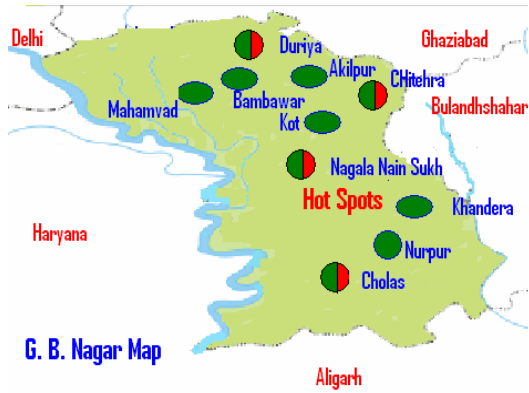 Delhi
Duriya
Ghaziabad
Akilpur
CHitehra
Mahamvad
Bambawar
Bulandhshahar
Kot
Nagala Nain Sukh
Hot Spots
Khandera
Haryana
Nurpur
Cholas
G. B. Nagar Map
Aligarh